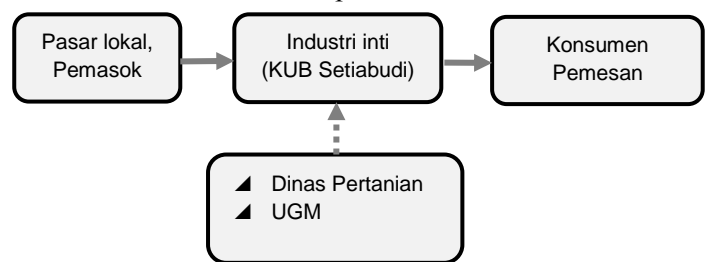 Pasar lokal,
Pemasok
Industri inti
(KUB Setiabudi)
Konsumen
Pemesan
Dinas Pertanian
UGM